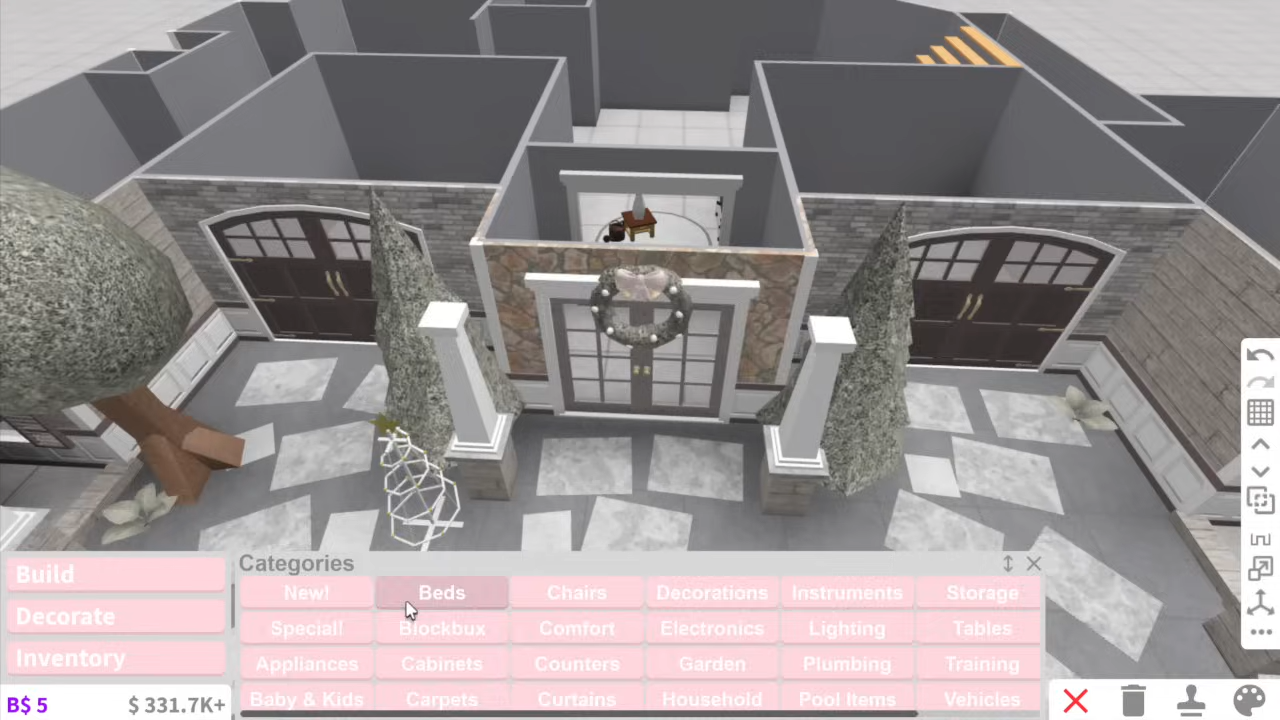 Categories
Build
Decorate
Inventory
B$ 5
$ 331.7K+
New! Beds Chairs Decorations Instruments Storage
Special! Blockbux Comfort Electronics Lighting Tables
Appliances Cabinets Counters Garden Plumbing Training
Baby & Kids Carpets Curtains Household Pool Items Vehicles